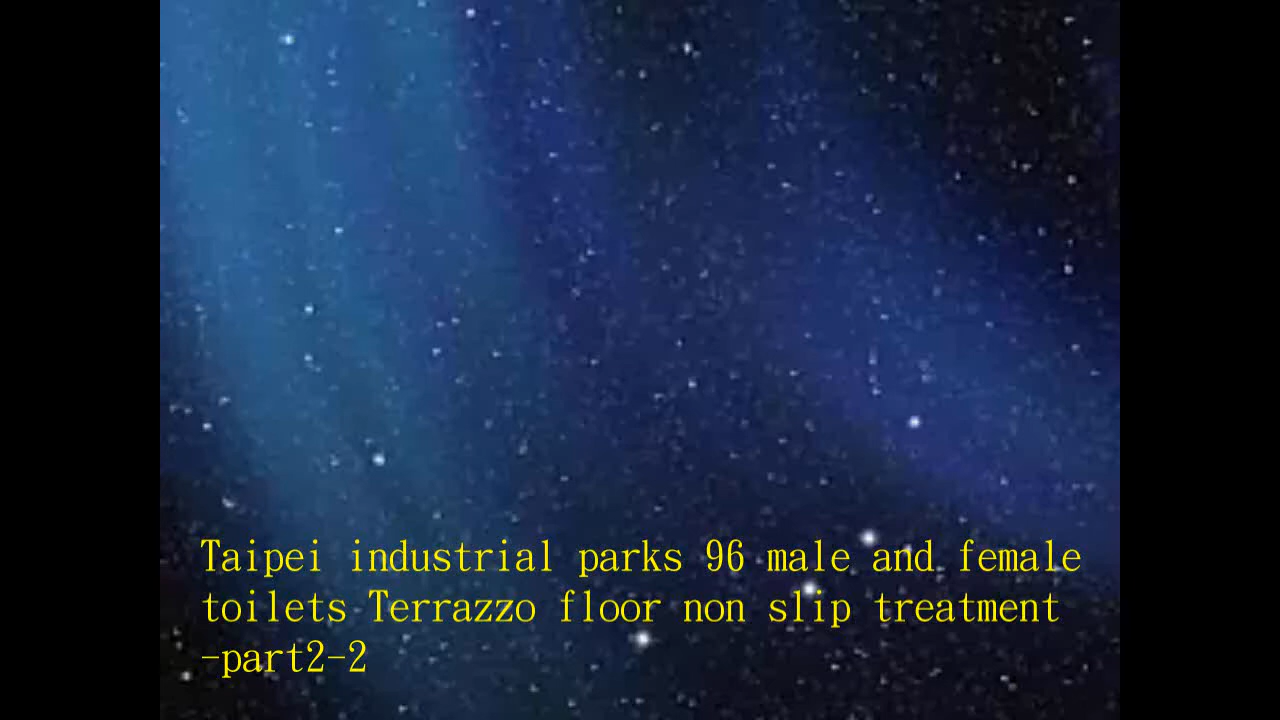 Taipei industrial parks 96 male and female
toilets Terrazzo floor non slip treatment
-part2-2